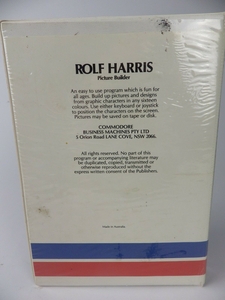 ROLF HARRIS
Picture Builder
An easy to use program which is fun for
all ages. Build up pictures and designs
from graphic characters in any sixteen
colours. Use either keyboard or joystick
to position the characters on the screen.
Pictures may be saved on tape or disk.
COMMODORE
BUSINESS MACHINES PTY LTD
5 Orion Road LANE COVE, NSW 2066.
All rights reserved. No part of this
program or accompanying literature may
be duplicated, copied, transmitted or
otherwise reproduced without the
express written consent of the Publishers.
Made in Australia